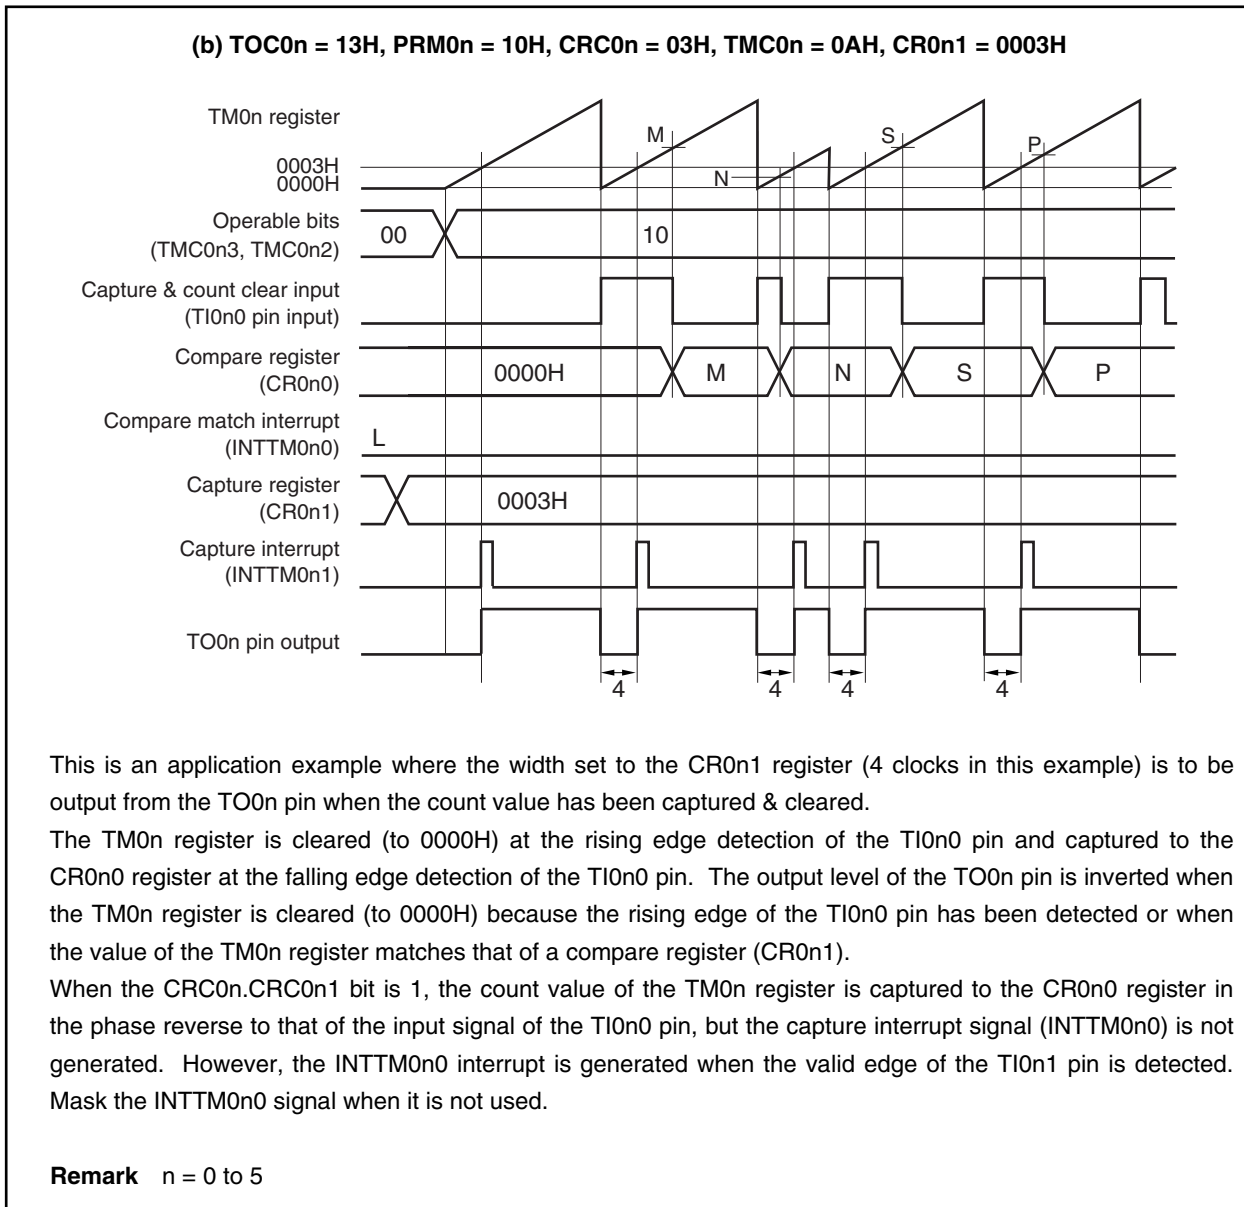 (b) TOC0n = 13H, PRM0n = 10H, CRC0n = 03H, TMC0n = 0AH, CR0n1 = 0003H
TM0n register
M
S
P
0003H
N
0000H
Operable bits
(TMC0n3, TMC0n2)
00
10
Capture & count clear input
(TI0n0 pin input)
Compare register
(CR0n0)
0000H
M
N
S
P
Compare match interrupt
(INTTM0n0)
L
Capture register
(CR0n1)
0003H
Capture interrupt
(INTTM0n1)
TO0n pin output
4
4
4
4
This is an application example where the width set to the CR0n1 register (4 clocks in this example) is to be
output from the TO0n pin when the count value has been captured & cleared.
The TM0n register is cleared (to 0000H) at the rising edge detection of the TI0n0 pin and captured to the
CR0n0 register at the falling edge detection of the TI0n0 pin. The output level of the TO0n pin is inverted when
the TM0n register is cleared (to 0000H) because the rising edge of the TI0n0 pin has been detected or when
the value of the TM0n register matches that of a compare register (CR0n1).
When the CRC0n.CRC0n1 bit is 1, the count value of the TM0n register is captured to the CR0n0 register in
the phase reverse to that of the input signal of the TI0n0 pin, but the capture interrupt signal (INTTM0n0) is not
generated. However, the INTTM0n0 interrupt is generated when the valid edge of the TI0n1 pin is detected.
Mask the INTTM0n0 signal when it is not used.
Remark n = 0 to 5